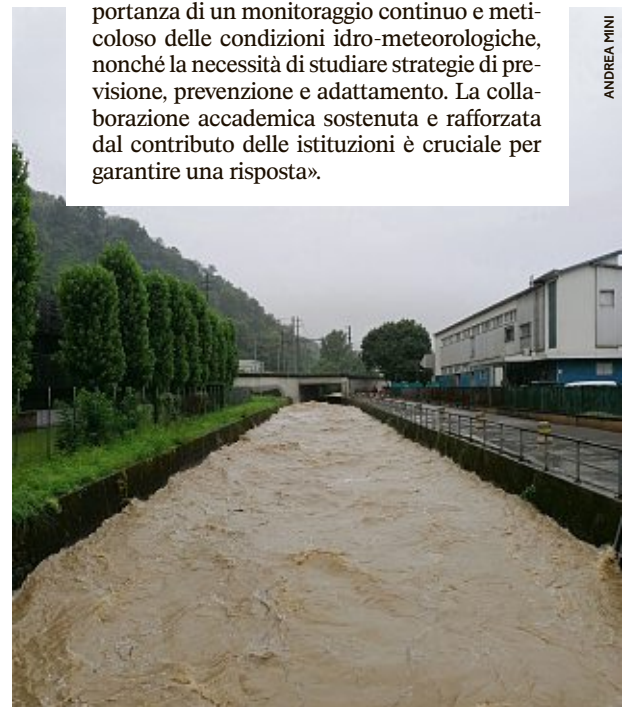 portanza di un monitoraggio continuo e meti-
coloso delle condizioni idro-meteorologiche,
nonché la necessità di studiare strategie di pre-
visione, prevenzione e adattamento. La colla-
borazione accademica sostenuta e rafforzata
dal contributo delle istituzioni è cruciale per
garantire una risposta».
ANDREA MINI